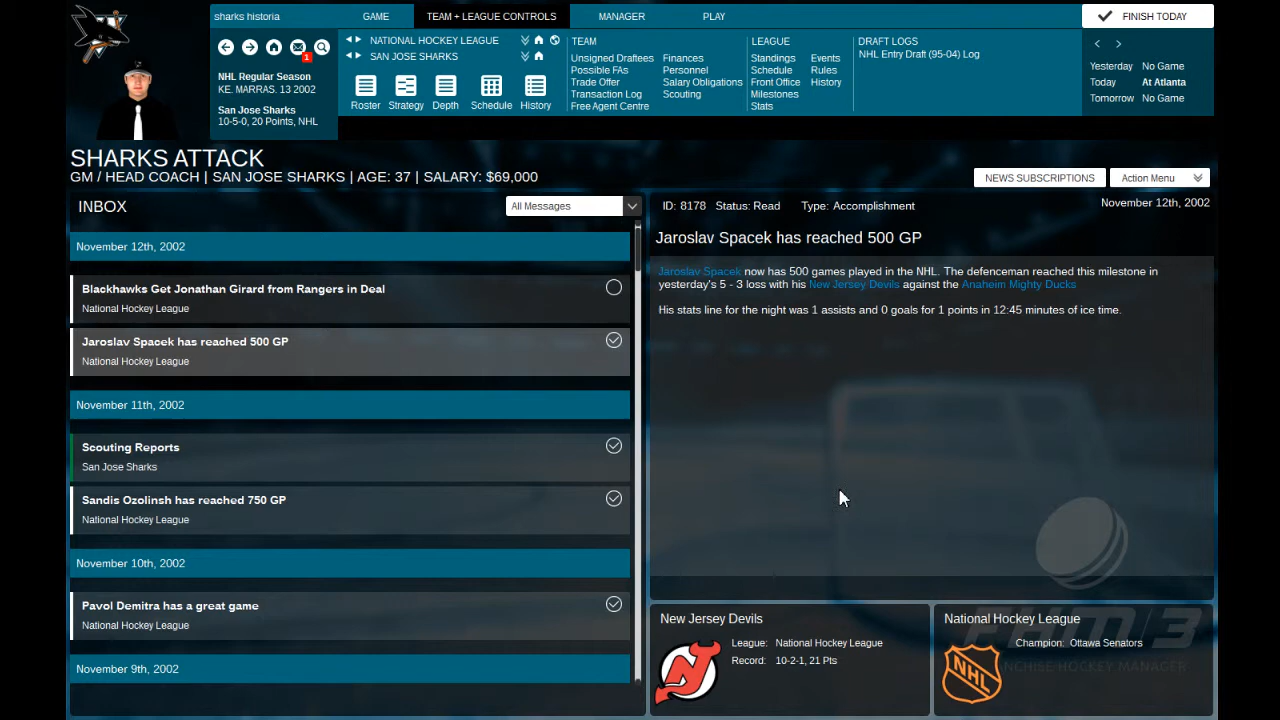 sharks historia
GAME
TEAM + LEAGUE CONTROLS
MANAGER
PLAY
FINISH TODAY
1
NHL Regular Season
KE. MARRAS. 13 2002
San Jose Sharks
10-5-0, 20 Points, NHL
NATIONAL HOCKEY LEAGUE
SAN JOSE SHARKS
Roster
Strategy
Depth
Schedule
History
TEAM
Unsigned Draftees
Possible FAs
Trade Offer
Transaction Log
Free Agent Centre
Finances
Personnel
Salary Obligations
Scouting
LEAGUE
Standings
Schedule
Front Office
Milestones
Stats
Events
Rules
History
DRAFT LOGS
NHL Entry Draft (95-04) Log
Yesterday No Game
Today At Atlanta
Tomorrow No Game
SHARKS ATTACK
GM / HEAD COACH | SAN JOSE SHARKS | AGE: 37 | SALARY: $69,000
NEWS SUBSCRIPTIONS
Action Menu
INBOX
All Messages
November 12th, 2002
Blackhawks Get Jonathan Girard from Rangers in Deal
National Hockey League
Jaroslav Spacek has reached 500 GP
National Hockey League
November 11th, 2002
Scouting Reports
San Jose Sharks
Sandis Ozolinsh has reached 750 GP
National Hockey League
November 10th, 2002
Pavol Demitra has a great game
National Hockey League
November 9th, 2002
ID: 8178 Status: Read Type: Accomplishment
November 12th, 2002
Jaroslav Spacek has reached 500 GP
Jaroslav Spacek now has 500 games played in the NHL. The defenceman reached this milestone in
yesterday's 5 - 3 loss with his New Jersey Devils against the Anaheim Mighty Ducks
His stats line for the night was 1 assists and 0 goals for 1 points in 12:45 minutes of ice time.
New Jersey Devils
League: National Hockey League
Record: 10-2-1, 21 Pts
National Hockey League
Champion: Ottawa Senators
NHL
FHM/3
NCHISE HOCKEY MANAGER